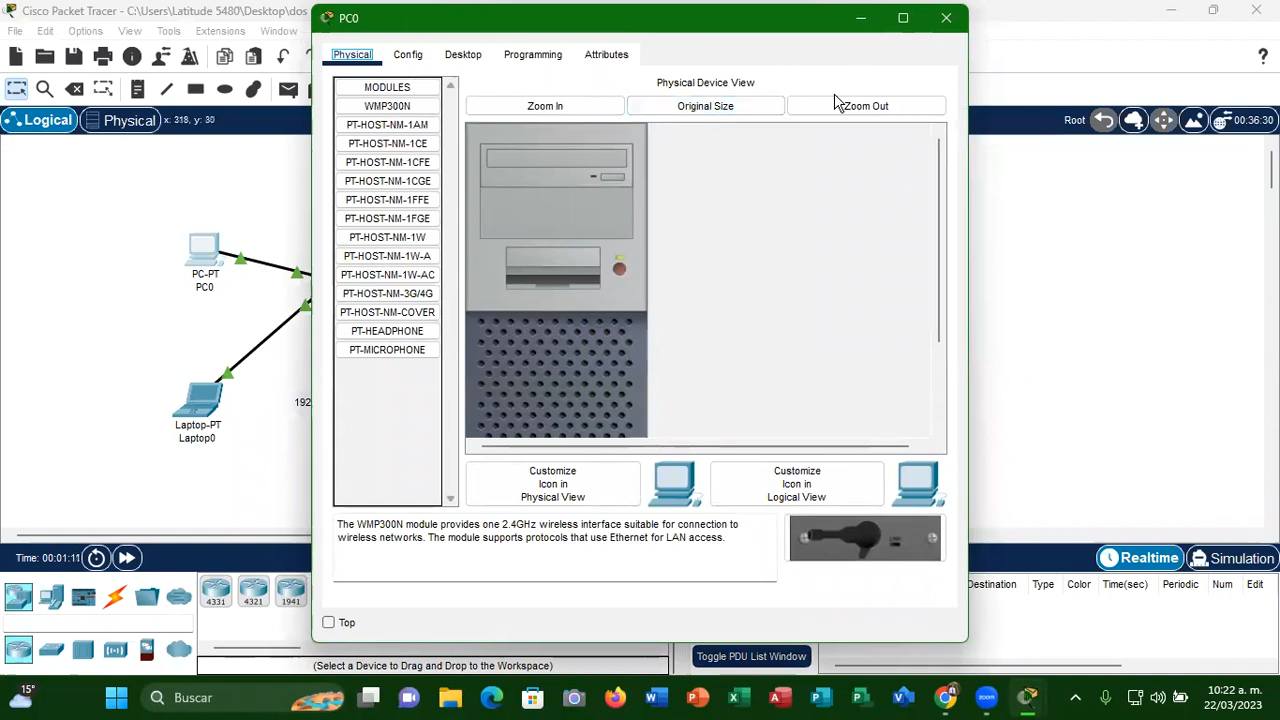 Cisco Packet Tracer - C:\Users\Latitude 5480\Desktop\dos
PC0
File Edit Options View Tools Extensions Window
Physical Config Desktop Programming Attributes
MODULES
WMP300N
PT-HOST-NM-1AM
PT-HOST-NM-1CE
PT-HOST-NM-1CFE
PT-HOST-NM-1CGE
PT-HOST-NM-1FFE
PT-HOST-NM-1FGE
PT-HOST-NM-1W
PT-HOST-NM-1W-A
PT-HOST-NM-1W-AC
PT-HOST-NM-3G/4G
PT-HOST-NM-COVER
PT-HEADPHONE
PT-MICROPHONE
Physical Device View
Zoom In Original Size Zoom Out
Logical Physical x: 318, y: 30
Root 00:36:30
PC-PT
PC0
Laptop-PT
Laptop0
192
Customize
Icon in
Physical View
Customize
Icon in
Logical View
The WMP300N module provides one 2.4GHz wireless interface suitable for connection to
wireless networks. The module supports protocols that use Ethernet for LAN access.
Top
Time: 00:01:11
Realtime Simulation
4331 4321 1941
Destination Type Color Time(sec) Periodic Num Edit
(Select a Device to Drag and Drop to the Workspace)
Toggle PDU List Window
15°
Buscar
10:22 a. m.
22/03/2023